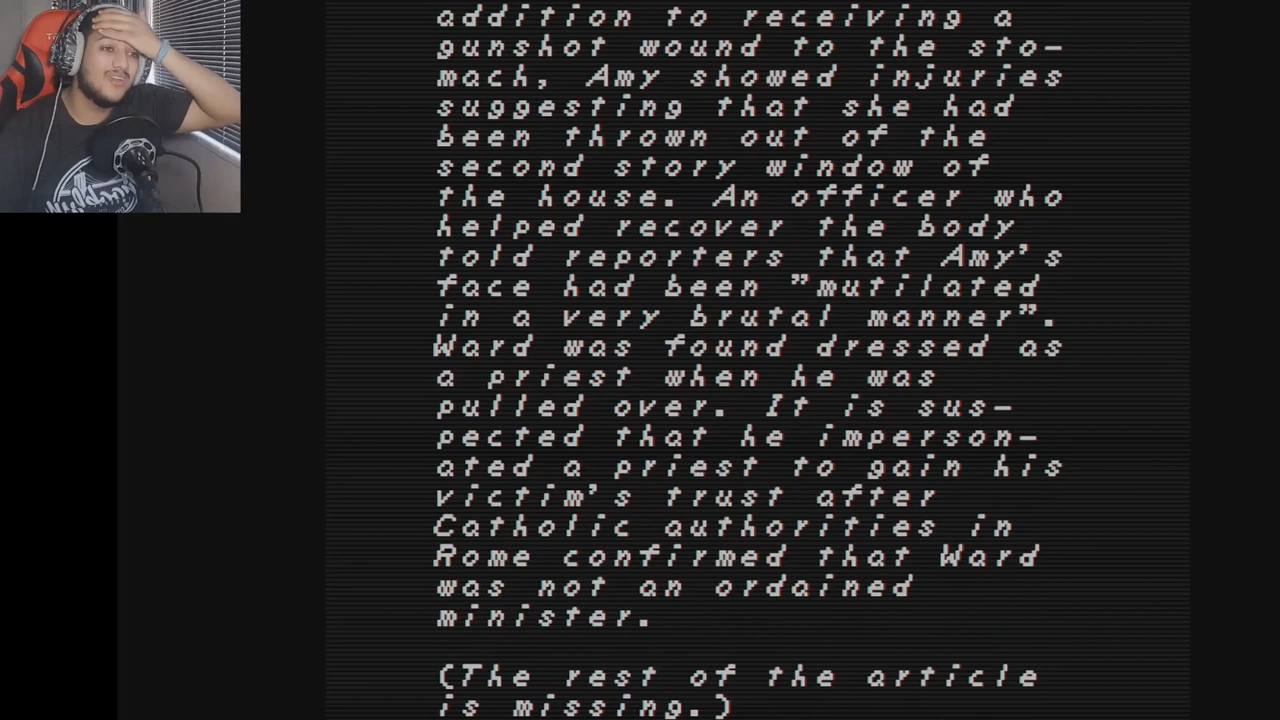 addition to receiving a
gunshot wound to the sto-
mach, Amy showed injuries
suggesting that she had
been thrown out of the
second story window of
the house. An officer who
helped recover the body
told reporters that Amy's
face had been "mutilated
in a very brutal manner".
Ward was found dressed as
a priest when he was
pulled over. It is sus-
pected that he imperson-
ated a priest to gain his
victim's trust after
Catholic authorities in
Rome confirmed that Ward
was not an ordained
minister.
(The rest of the article
is missing.)